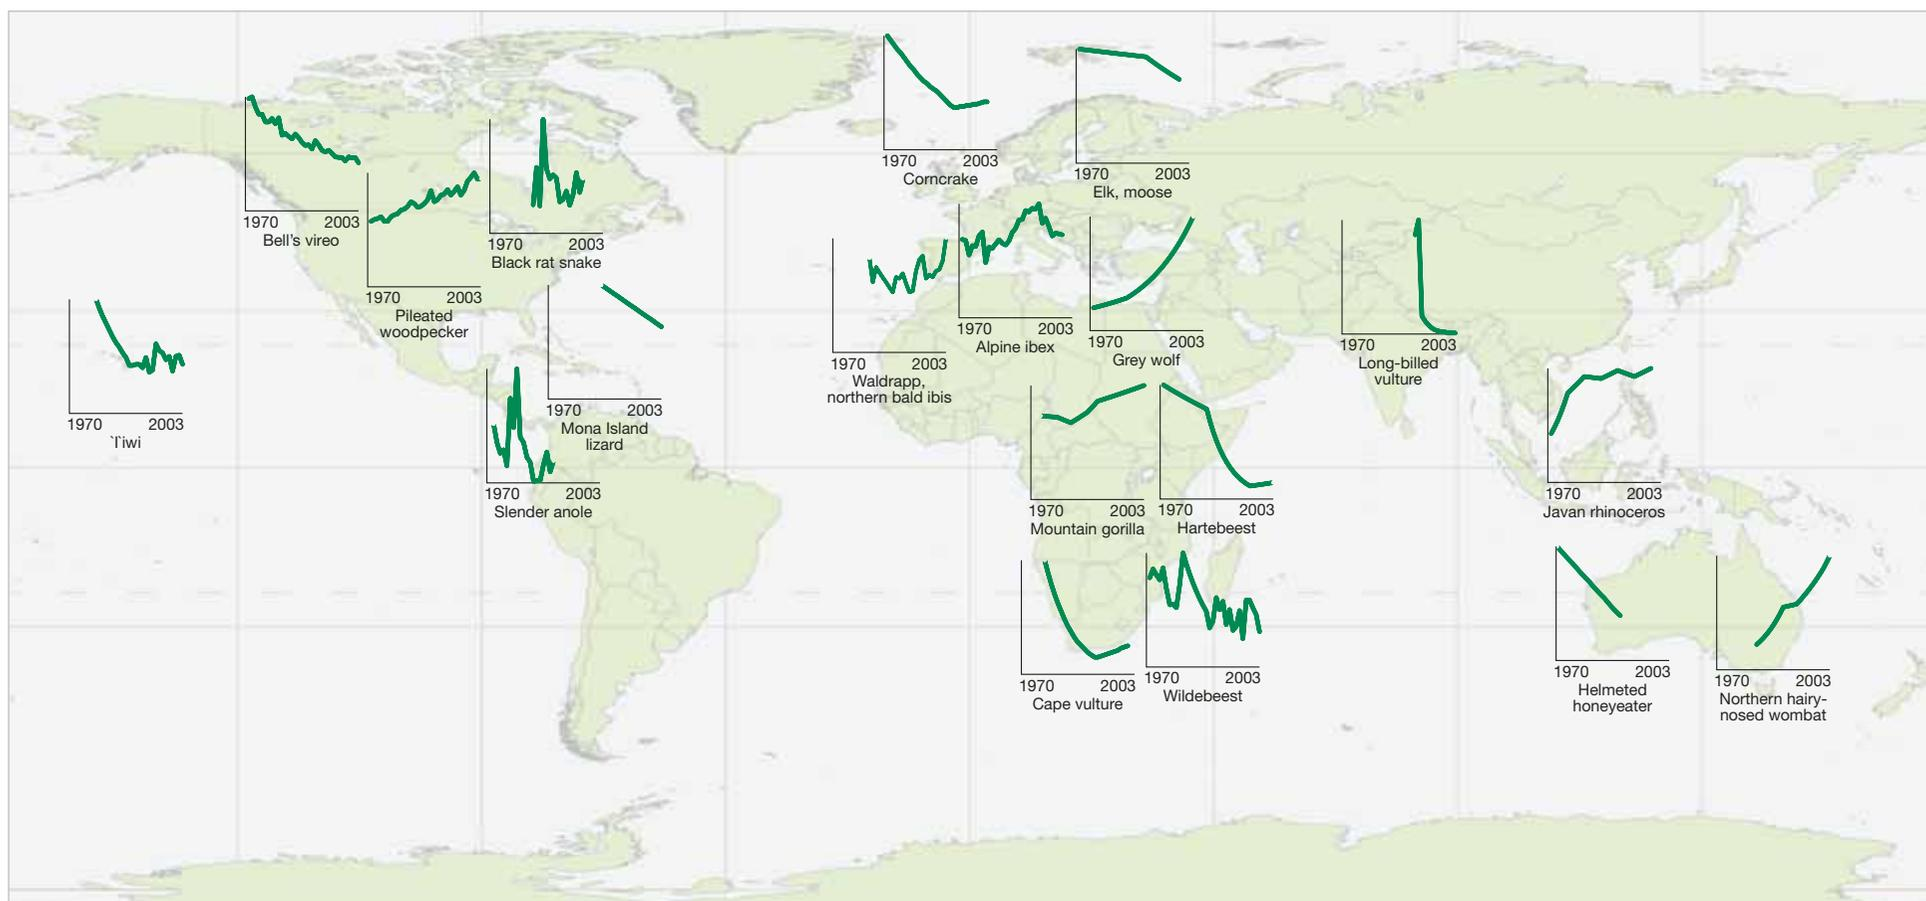 1970 2003
Corncrake
1970 2003
Elk, moose
1970 2003
Bell's vireo
1970 2003
Pileated
woodpecker
1970 2003
Black rat snake
1970 2003
`I`iwi
1970 2003
Mona Island
lizard
1970 2003
Slender anole
1970 2003
Waldrapp,
northern bald ibis
1970 2003
Alpine ibex
1970 2003
Grey wolf
1970 2003
Long-billed
vulture
1970 2003
Mountain gorilla
1970 2003
Hartebeest
1970 2003
Javan rhinoceros
1970 2003
Cape vulture
1970 2003
Wildebeest
1970 2003
Helmeted
honeyeater
1970 2003
Northern hairy-
nosed wombat